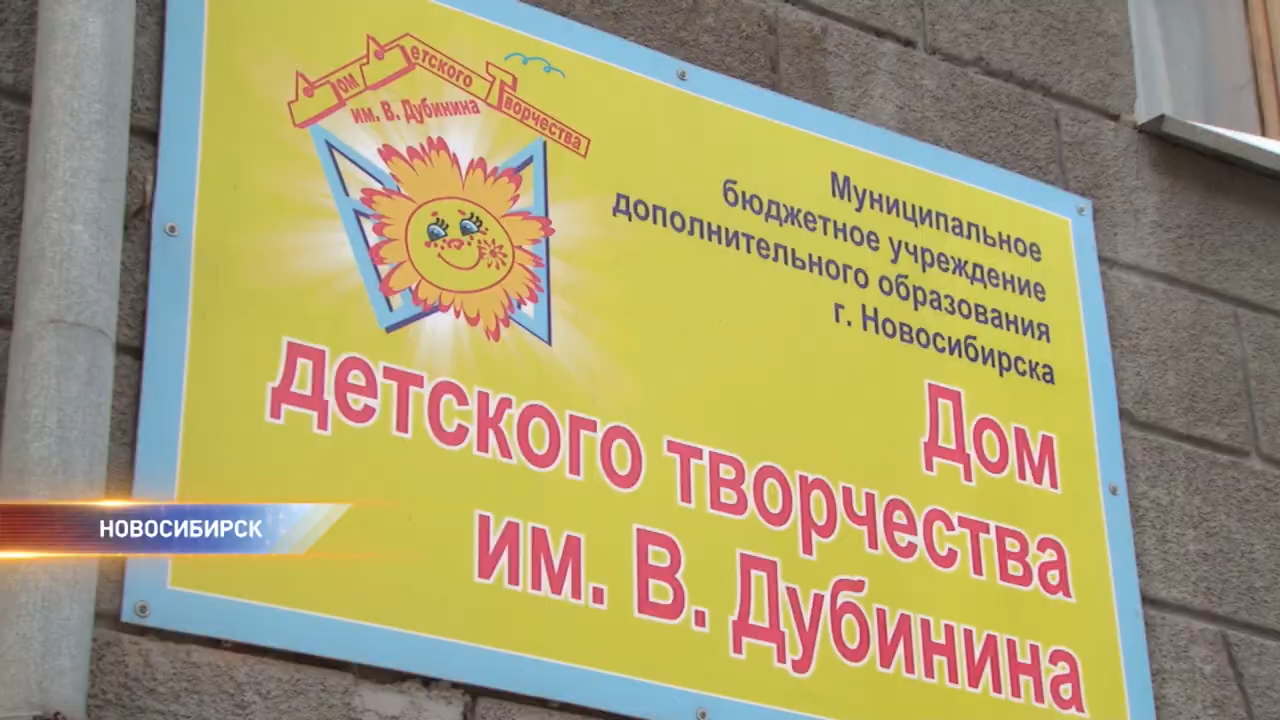 Дом Детского Творчества
им. В. Дубинина
Муниципальное
бюджетное учреждение
дополнительного образования
г. Новосибирска
Дом
детского творчества
им. В. Дубинина
НОВОСИБИРСК